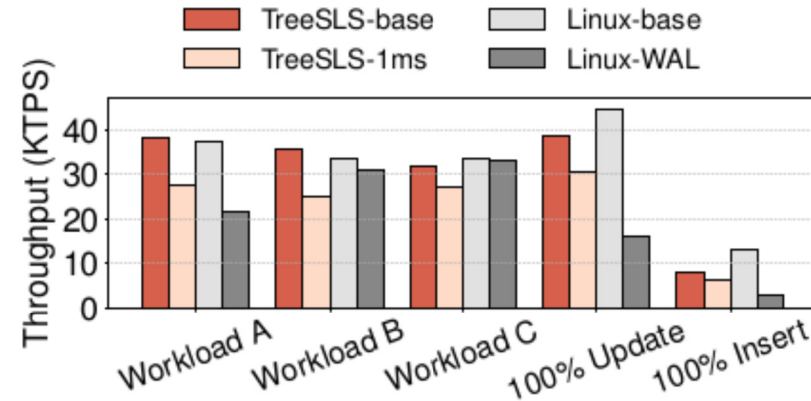 TreeSLS-base
Linux-base
TreeSLS-1ms
Linux-WAL
Throughput (KTPS)
40
30
20
10
0
Workload A
Workload B
Workload C
100% Update
100% Insert